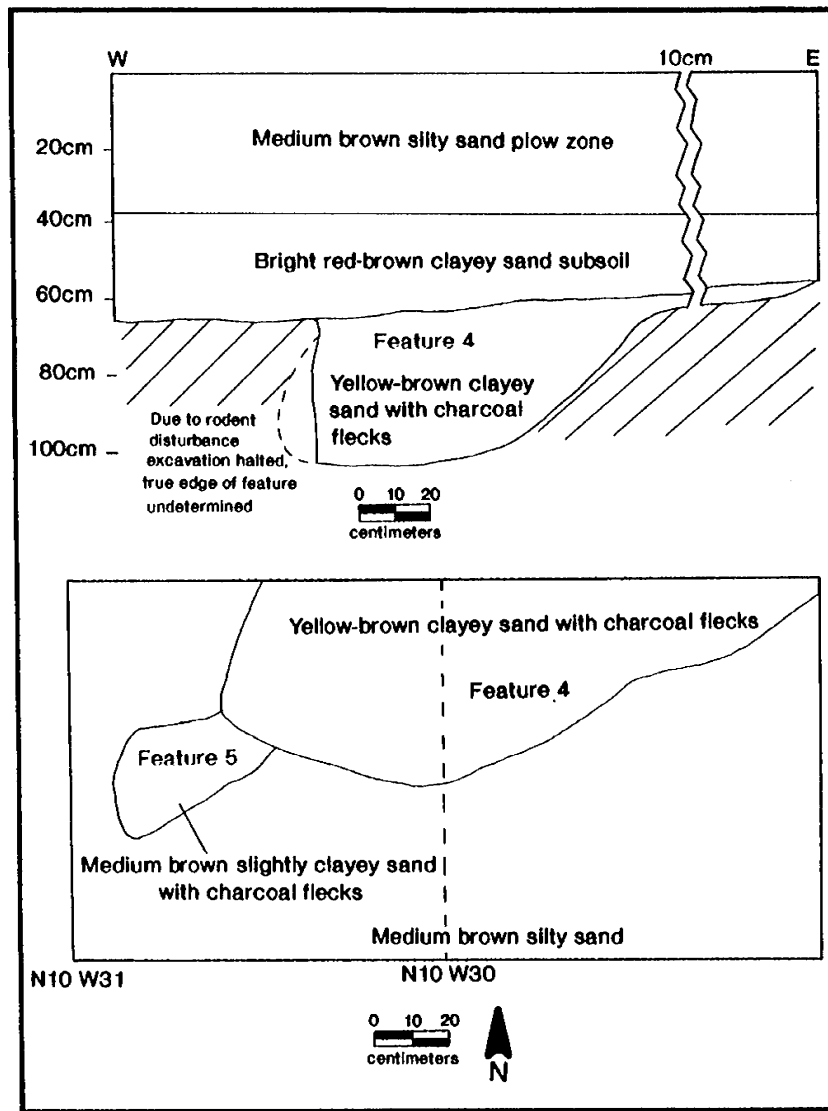 W
10cm
E
Medium brown silty sand plow zone
20cm
40cm
Bright red-brown clayey sand subsoil
60cm
Feature 4
80cm
Yellow-brown clayey
sand with charcoal
flecks
Due to rodent
disturbance
excavation halted,
true edge of feature
undetermined
100cm
0 10 20
centimeters
Yellow-brown clayey sand with charcoal flecks
Feature 4
Feature 5
Medium brown slightly clayey sand
with charcoal flecks
Medium brown silty sand
N10 W31
N10 W30
0 10 20
centimeters
N